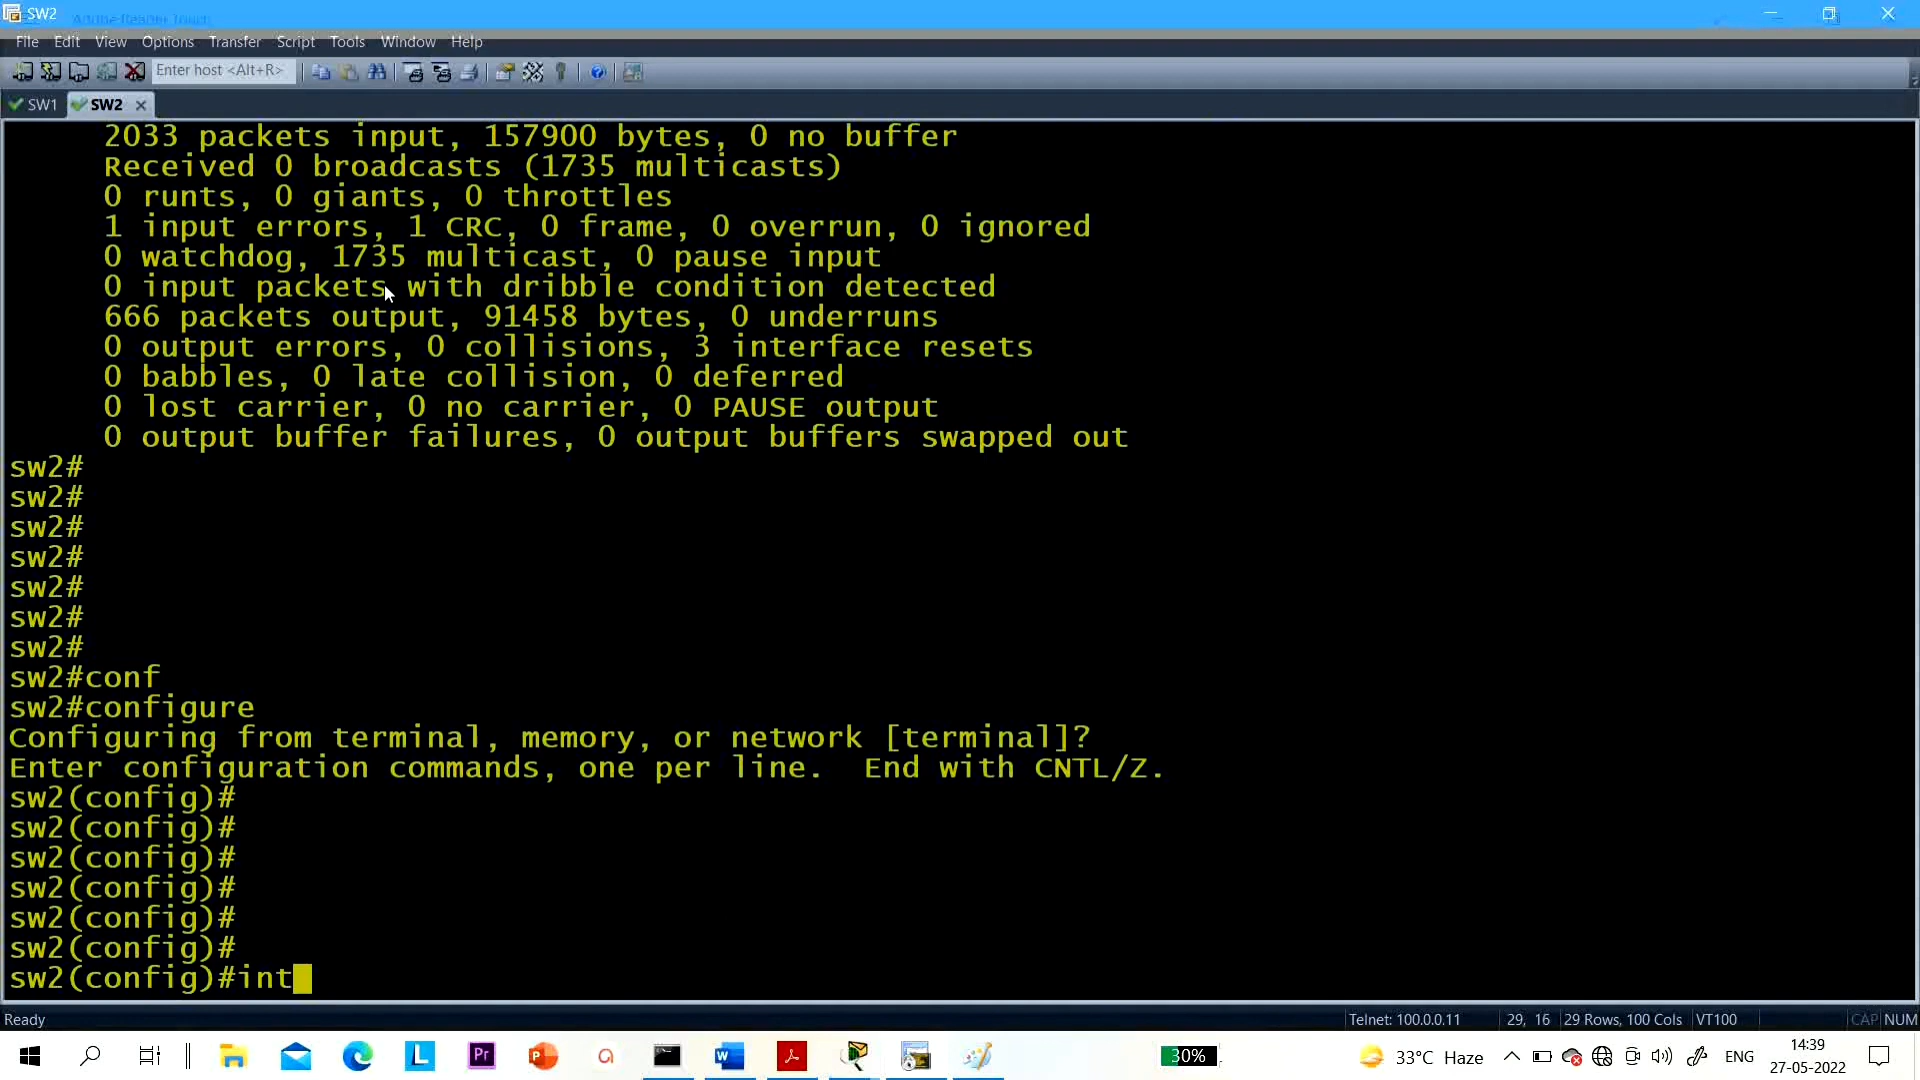 SW2
Adobe Reader Touch
File Edit View Options Transfer Script Tools Window Help
Enter host <Alt+R>
SW1 SW2
2033 packets input, 157900 bytes, 0 no buffer
Received 0 broadcasts (1735 multicasts)
0 runts, 0 giants, 0 throttles
1 input errors, 1 CRC, 0 frame, 0 overrun, 0 ignored
0 watchdog, 1735 multicast, 0 pause input
0 input packets with dribble condition detected
666 packets output, 91458 bytes, 0 underruns
0 output errors, 0 collisions, 3 interface resets
0 babbles, 0 late collision, 0 deferred
0 lost carrier, 0 no carrier, 0 PAUSE output
0 output buffer failures, 0 output buffers swapped out
sw2#
sw2#
sw2#
sw2#
sw2#
sw2#
sw2#
sw2#conf
sw2#configure
Configuring from terminal, memory, or network [terminal]?
Enter configuration commands, one per line.  End with CNTL/Z.
sw2(config)#
sw2(config)#
sw2(config)#
sw2(config)#
sw2(config)#
sw2(config)#
sw2(config)#int
Ready Telnet: 100.0.0.11 29, 16 29 Rows, 100 Cols VT100 CAP NUM
L Pr P W 30% 33°C Haze ENG 14:39
27-05-2022